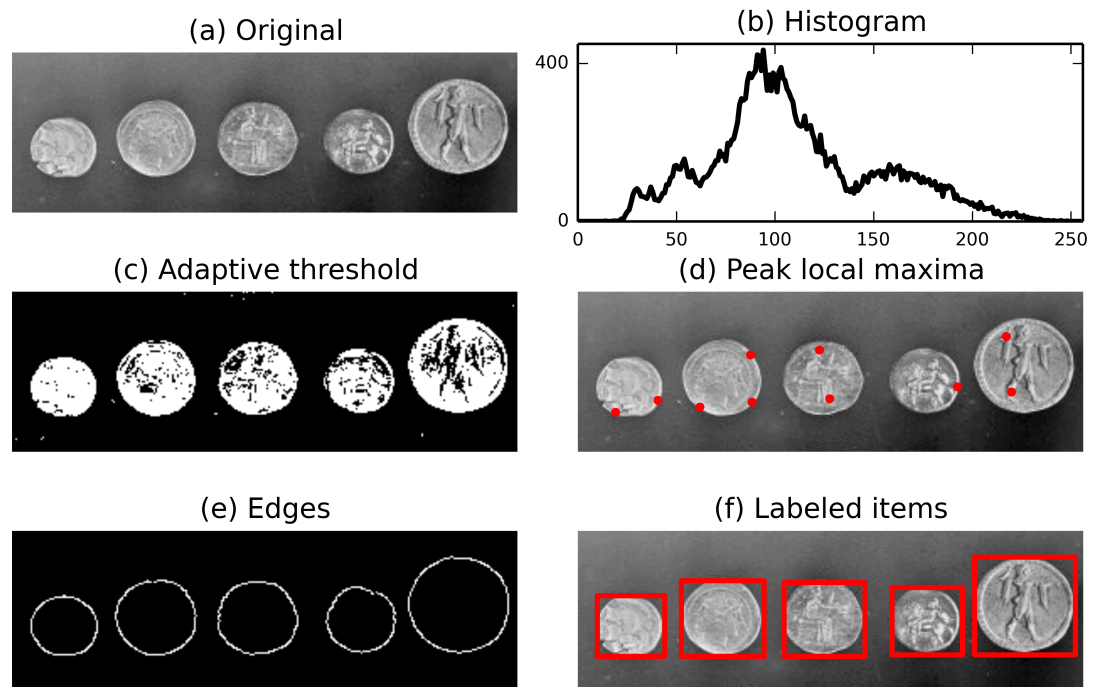 (a) Original
(b) Histogram
400
0
0 50 100 150 200 250
(c) Adaptive threshold
(d) Peak local maxima
(e) Edges
(f) Labeled items